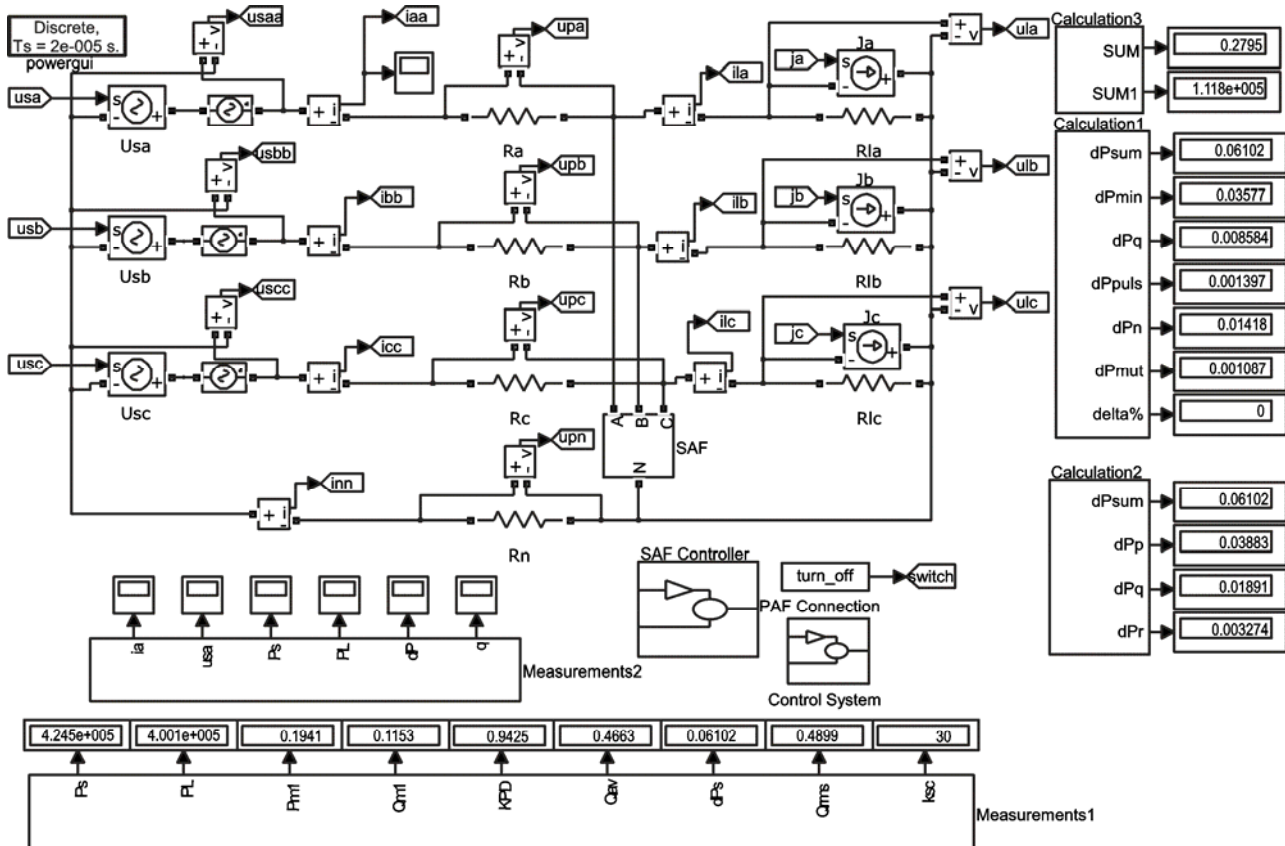 Discrete,
Ts = 2e-005 s.
powergui
usaa
iaa
upa
ula
ja
Ja
ila
usa
s
Usa
Ra
RIa
usbb
ibb
upb
ulb
jb
Jb
ilb
usb
s
Usb
Rb
RIb
uscc
icc
upc
ulc
jc
Jc
ilc
usc
s
Usc
Rc
RIc
A
B
C
SAF
N
upn
inn
Rn
Calculation3
SUM 0.2795
SUM1 1.118e+005
Calculation1
dPsum 0.06102
dPmin 0.03577
dPq 0.008584
dPpuls 0.001397
dPn 0.01418
dPmut 0.001087
delta% 0
Calculation2
dPsum 0.06102
dPp 0.03883
dPq 0.01891
dPr 0.003274
SAF Controller
turn_off
switch
PAF Connection
Control System
ia
usa
Ps
PL
dP
q
Measurements2
4.245e+005 4.001e+005 0.1941 0.1153 0.9425 0.4663 0.06102 0.4899 30
Ps PL Pm1 Qm1 KPD Qav dPs Qrms ksc
Measurements1